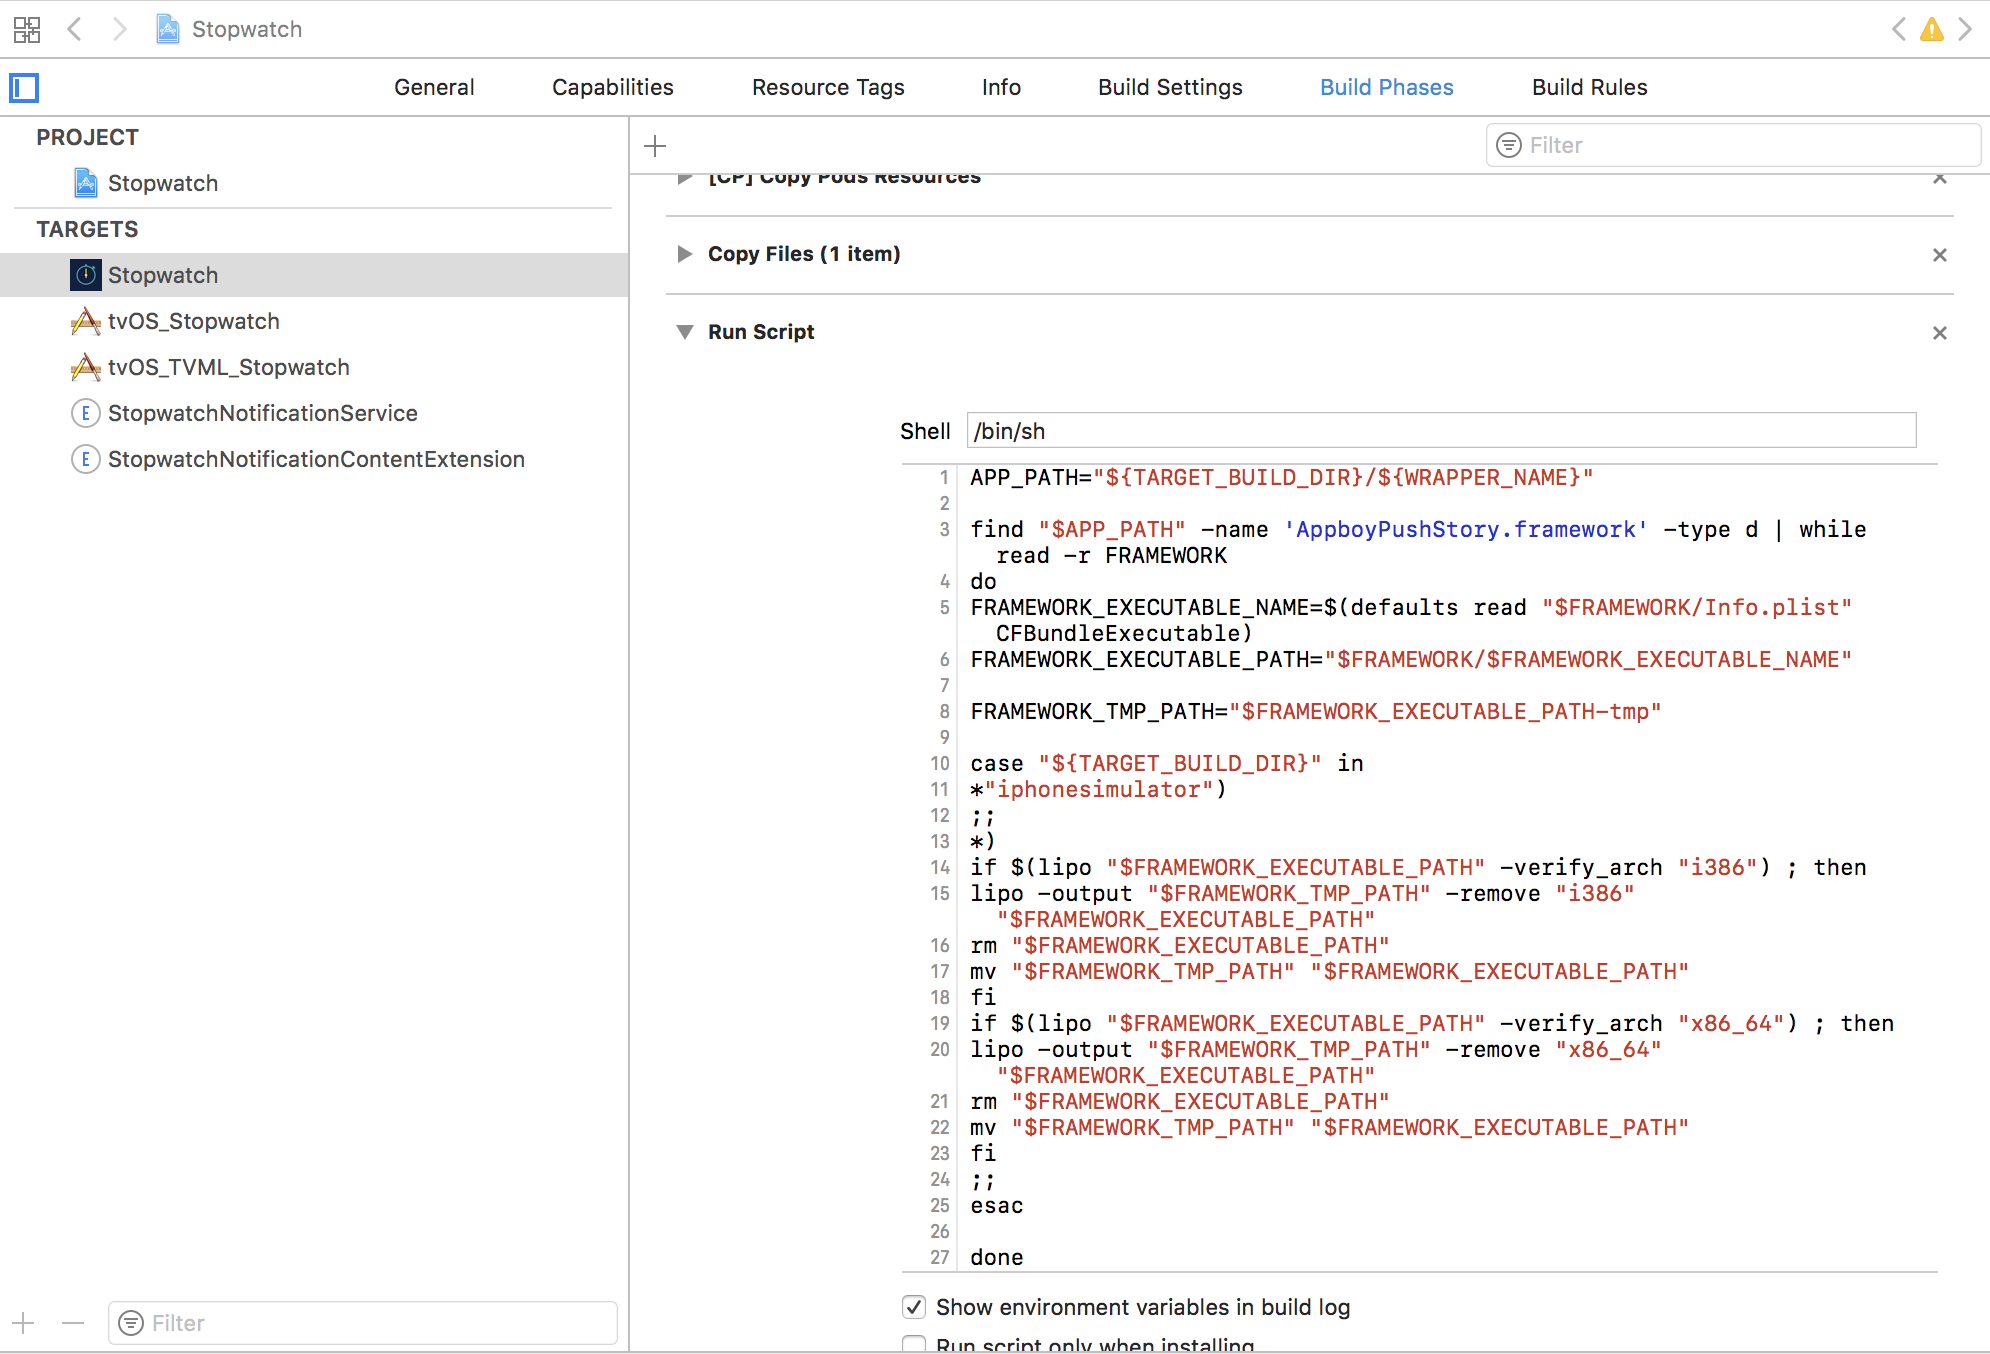 Stopwatch
General Capabilities Resource Tags Info Build Settings Build Phases Build Rules
PROJECT
Stopwatch
TARGETS
Stopwatch
tvOS_Stopwatch
tvOS_TVML_Stopwatch
E StopwatchNotificationService
E StopwatchNotificationContentExtension
Filter
Filter
[CP] Copy Pods Resources
Copy Files (1 item)
Run Script
Shell /bin/sh
1 APP_PATH="${TARGET_BUILD_DIR}/${WRAPPER_NAME}"
2
3 find "$APP_PATH" -name 'AppboyPushStory.framework' -type d | while
read -r FRAMEWORK
4 do
5 FRAMEWORK_EXECUTABLE_NAME=$(defaults read "$FRAMEWORK/Info.plist"
CFBundleExecutable)
6 FRAMEWORK_EXECUTABLE_PATH="$FRAMEWORK/$FRAMEWORK_EXECUTABLE_NAME"
7
8 FRAMEWORK_TMP_PATH="$FRAMEWORK_EXECUTABLE_PATH-tmp"
9
10 case "${TARGET_BUILD_DIR}" in
11 *"iphonesimulator")
12 ;;
13 *)
14 if $(lipo "$FRAMEWORK_EXECUTABLE_PATH" -verify_arch "i386") ; then
15 lipo -output "$FRAMEWORK_TMP_PATH" -remove "i386"
"$FRAMEWORK_EXECUTABLE_PATH"
16 rm "$FRAMEWORK_EXECUTABLE_PATH"
17 mv "$FRAMEWORK_TMP_PATH" "$FRAMEWORK_EXECUTABLE_PATH"
18 fi
19 if $(lipo "$FRAMEWORK_EXECUTABLE_PATH" -verify_arch "x86_64") ; then
20 lipo -output "$FRAMEWORK_TMP_PATH" -remove "x86_64"
"$FRAMEWORK_EXECUTABLE_PATH"
21 rm "$FRAMEWORK_EXECUTABLE_PATH"
22 mv "$FRAMEWORK_TMP_PATH" "$FRAMEWORK_EXECUTABLE_PATH"
23 fi
24 ;;
25 esac
26
27 done
Show environment variables in build log
Run script only when installing